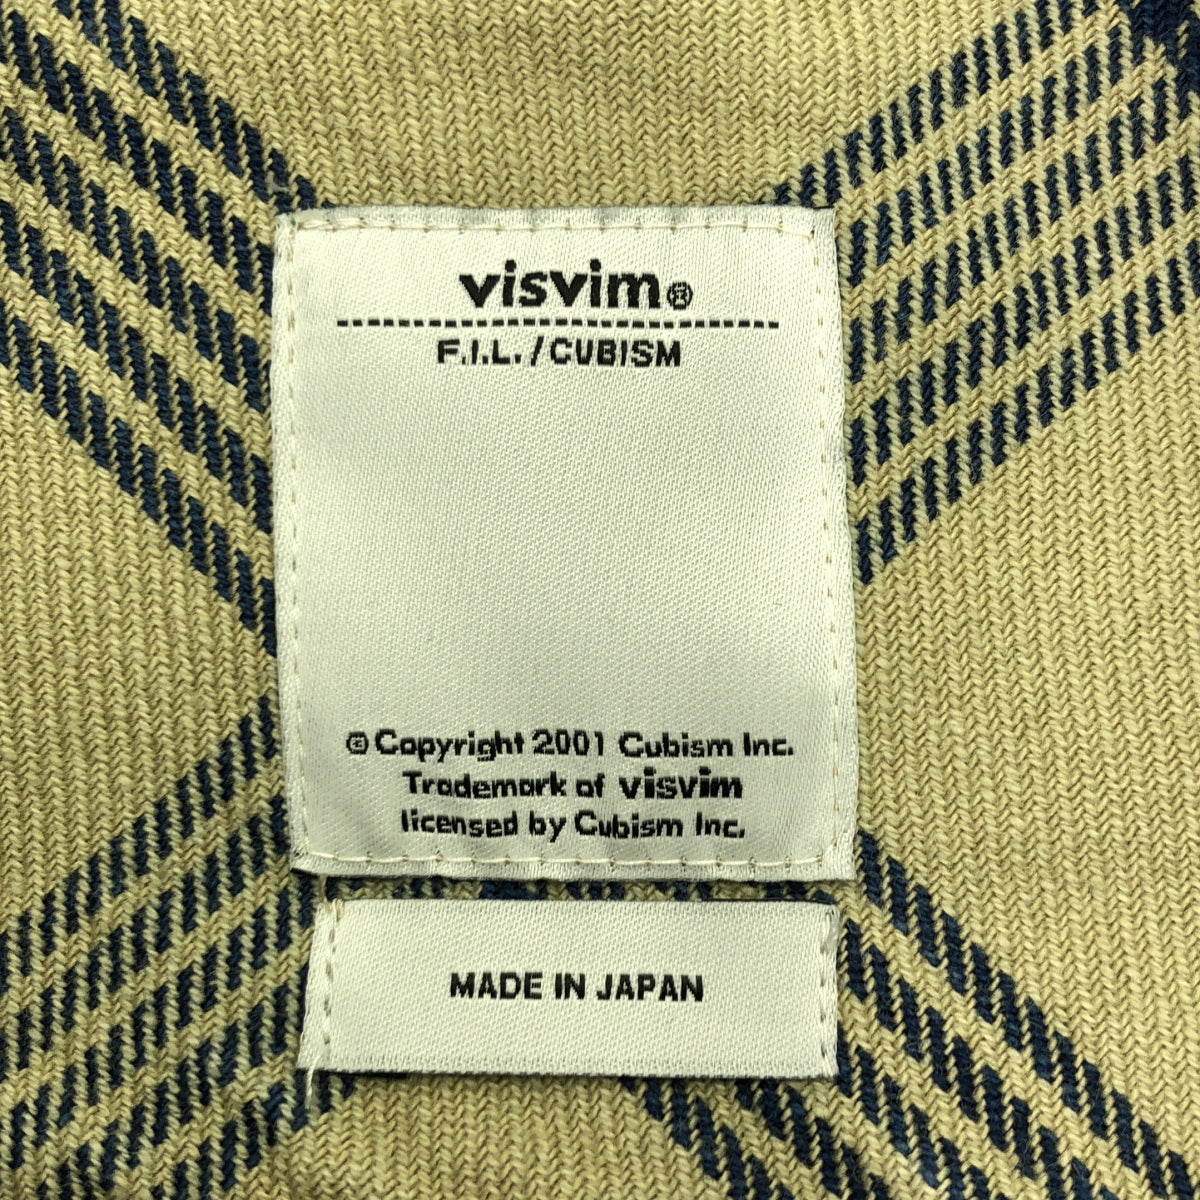 visvim®
F.I.L./CUBISM
© Copyright 2001 Cubism Inc.
Trademark of visvim
licensed by Cubism Inc.
MADE IN JAPAN